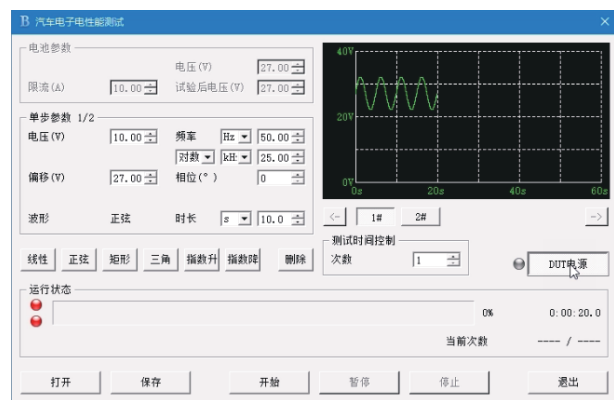 B 汽车电子电性能测试
电池参数
电压(V) 27.00
限流(A) 10.00 试验后电压(V) 27.00
单步参数 1/2
电压(V) 10.00 频率 Hz 50.00
对数 kH: 25.00
偏移(V) 27.00 相位(°) 0
波形 正弦 时长 s 10.0
线性 正弦 矩形 三角 指数升 指数降 删除
40V
20V
0V
0s 20s 40s 60s
<- 1# 2# ->
测试时间控制
次数 1
DUT电源
运行状态
0% 0:00:20.0
当前次数 ---- / ----
打开 保存 开始 暂停 停止 退出